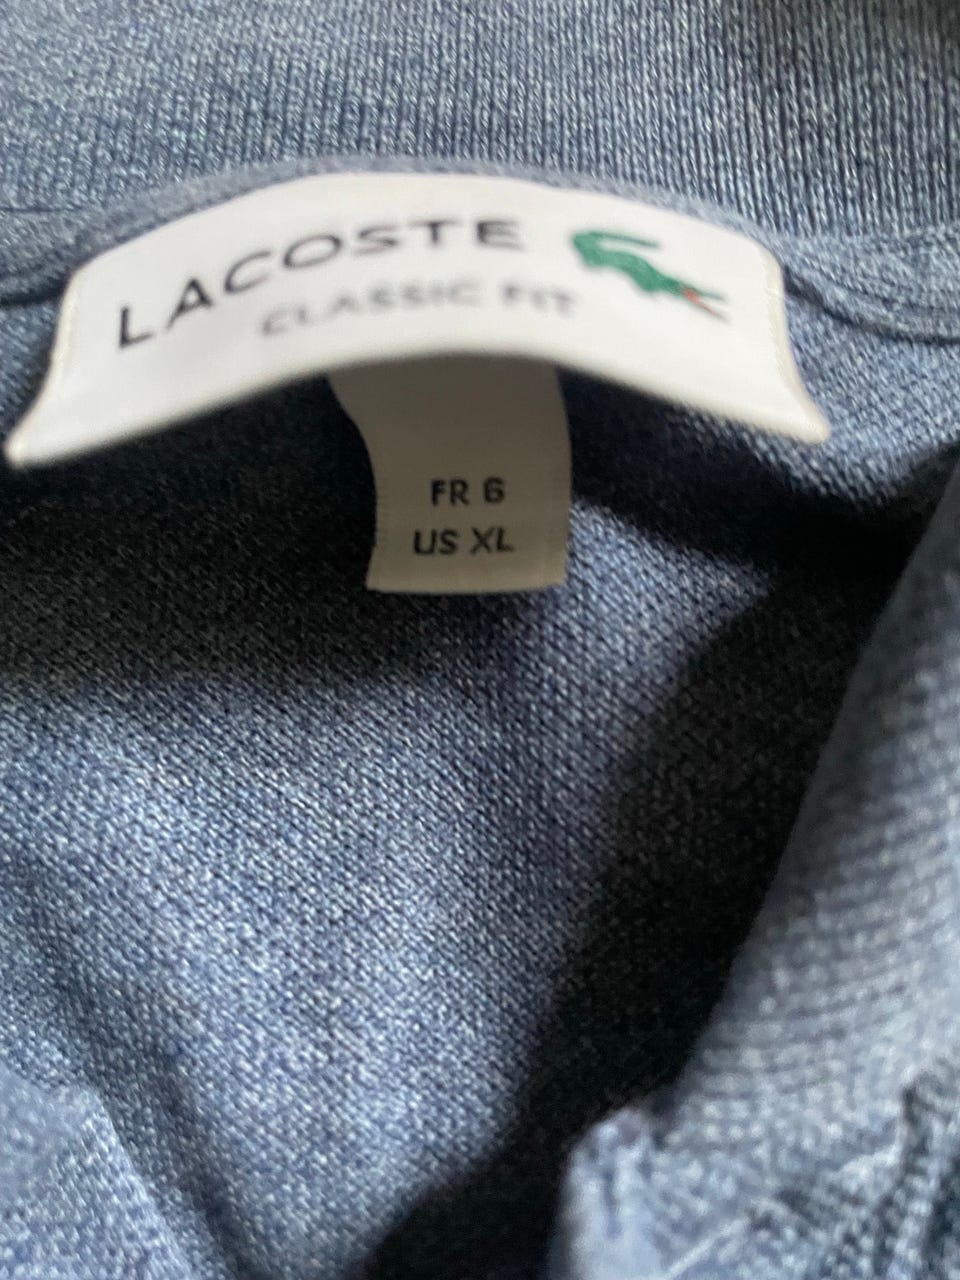 LACOSTE
CLASSIC FIT
FR 6
US XL